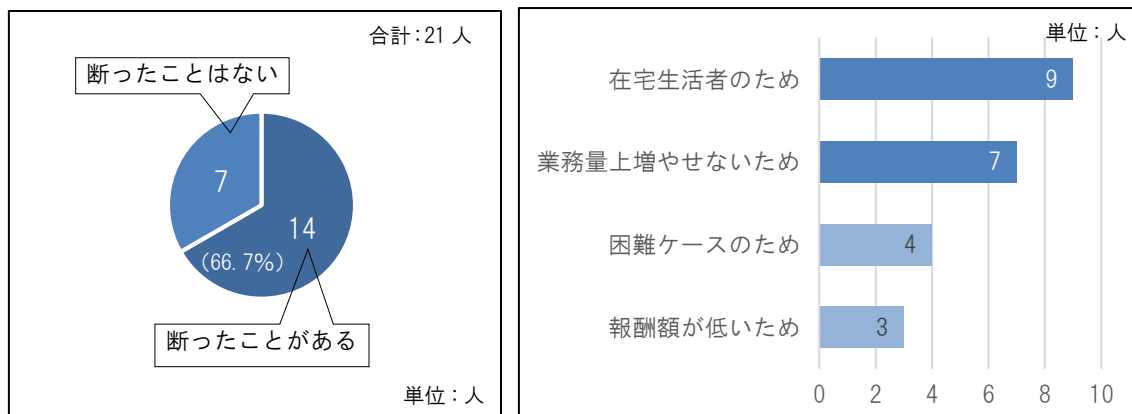 合計：21 人
断ったことはない
7
14
(66.7%)
断ったことがある
単位：人
単位：人
在宅生活者のため
9
業務量上増やせないため
7
困難ケースのため
4
報酬額が低いため
3
0 2 4 6 8 10